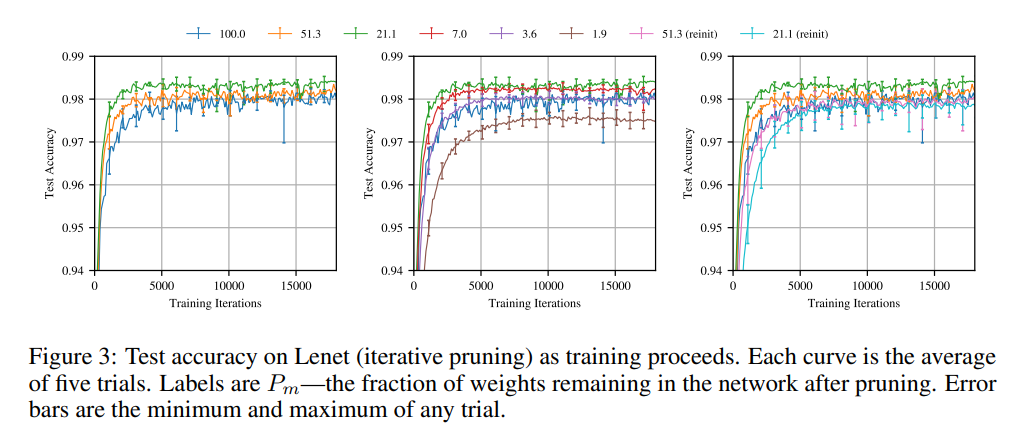 100.0 51.3 21.1 7.0 3.6 1.9 51.3 (reinit) 21.1 (reinit)
0.99
0.98
0.97
0.96
0.95
0.94
Test Accuracy
0 5000 10000 15000
Training Iterations
0.99
0.98
0.97
0.96
0.95
0.94
Test Accuracy
0 5000 10000 15000
Training Iterations
0.99
0.98
0.97
0.96
0.95
0.94
Test Accuracy
0 5000 10000 15000
Training Iterations
Figure 3: Test accuracy on Lenet (iterative pruning) as training proceeds. Each curve is the average
of five trials. Labels are Pₘ—the fraction of weights remaining in the network after pruning. Error
bars are the minimum and maximum of any trial.